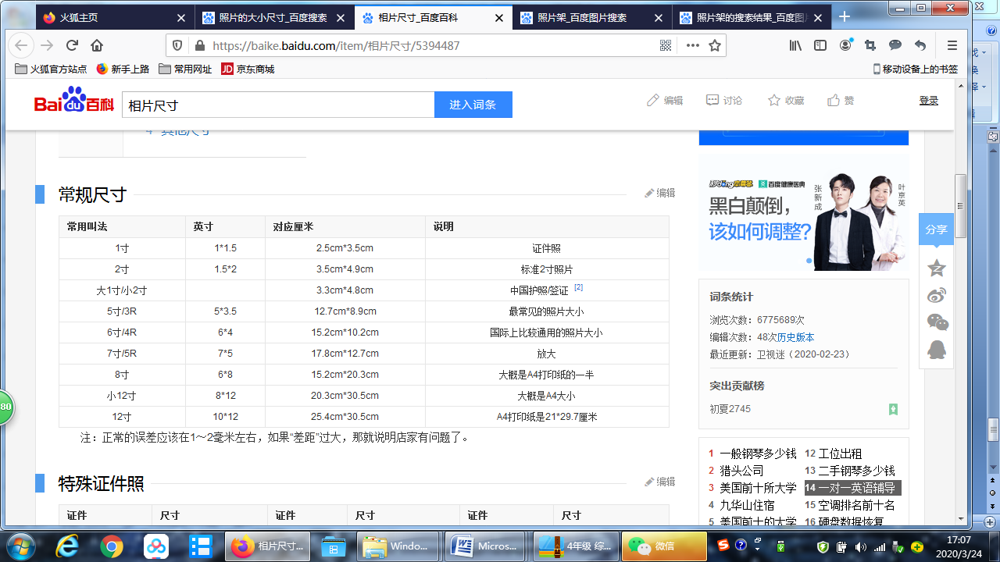 火狐主页
照片的大小尺寸_百度搜索
相片尺寸_百度百科
照片架_百度图片搜索
照片架的搜索结果_百度图片
https://baike.baidu.com/item/相片尺寸/5394487
火狐官方站点 新手上路 常用网址 JD 京东商城 移动设备上的书签
Bai du 百科 相片尺寸 进入词条 编辑 讨论 收藏 赞 登录
4 其他尺寸
常规尺寸 编辑
常用叫法 英寸 对应厘米 说明
1寸 1*1.5 2.5cm*3.5cm 证件照
2寸 1.5*2 3.5cm*4.9cm 标准2寸照片
大1寸/小2寸 3.3cm*4.8cm 中国护照/签证 [2]
5寸/3R 5*3.5 12.7cm*8.9cm 最常见的照片大小
6寸/4R 6*4 15.2cm*10.2cm 国际上比较通用的照片大小
7寸/5R 7*5 17.8cm*12.7cm 放大
8寸 6*8 15.2cm*20.3cm 大概是A4打印纸的一半
小12寸 8*12 20.3cm*30.5cm 大概是A4大小
12寸 10*12 25.4cm*30.5cm A4打印纸是21*29.7厘米
注：正常的误差应该在1～2毫米左右，如果“差距”过大，那就说明店家有问题了。
特殊证件照 编辑
证件 尺寸 证件 尺寸 证件 尺寸
百度健康医典
黑白颠倒，
该如何调整?
张新成
叶京英
分享
词条统计
浏览次数：6775689次
编辑次数：48次历史版本
最近更新：卫视迷（2020-02-23）
突出贡献榜
初夏2745
1 一般钢琴多少钱 12 工位出租
2 猎头公司 13 二手钢琴多少钱
3 美国前十所大学 14 一对一英语辅导
4 九华山住宿 15 空调排名前十名
5 美国前十的大学 16 硬盘数据恢复
80
相片尺寸... Windo... Micros... 4年级 综... 微信
17:07
2020/3/24